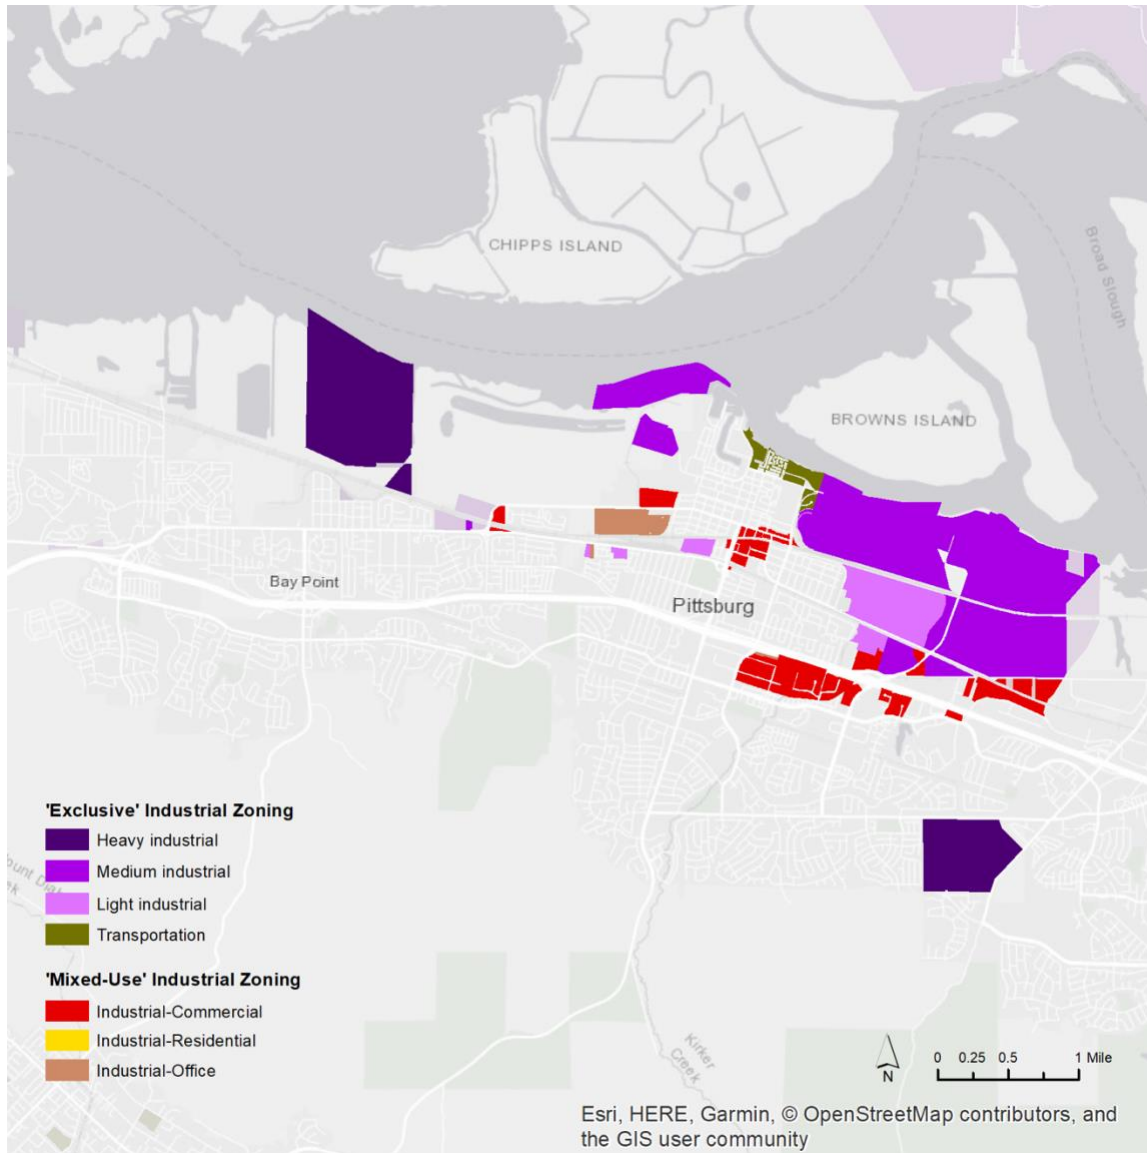 CHIPPS ISLAND
Broad Slough
BROWNS ISLAND
Bay Point
Pittsburg
'Exclusive' Industrial Zoning
Heavy industrial
Medium industrial
Light industrial
Transportation
'Mixed-Use' Industrial Zoning
Industrial-Commercial
Industrial-Residential
Industrial-Office
Kirker
Creek
N
0 0.25 0.5 1 Mile
Esri, HERE, Garmin, © OpenStreetMap contributors, and
the GIS user community